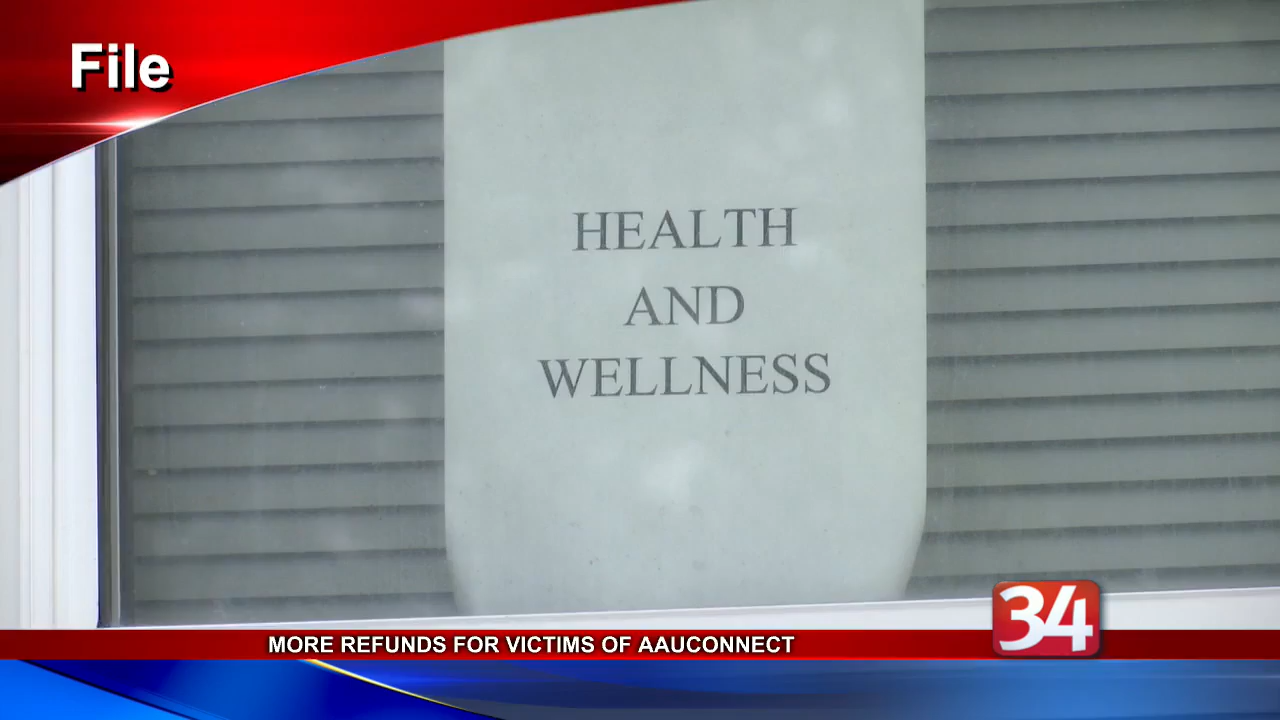 File
HEALTH
AND
WELLNESS
34
MORE REFUNDS FOR VICTIMS OF AAUCONNECT